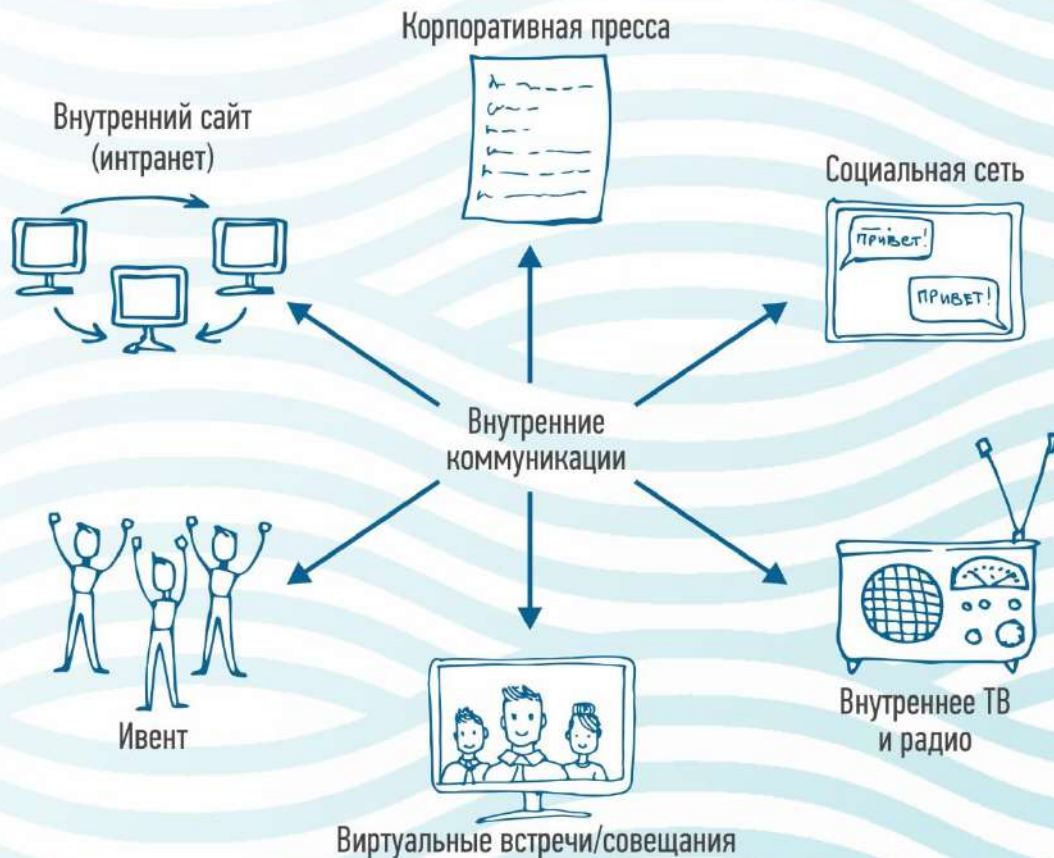 Корпоративная пресса
Внутренний сайт
(интранет)
Социальная сеть
ПРИВЕТ!
ПРИВЕТ!
Внутренние
коммуникации
Ивент
Внутреннее ТВ
и радио
Виртуальные встречи/совещания